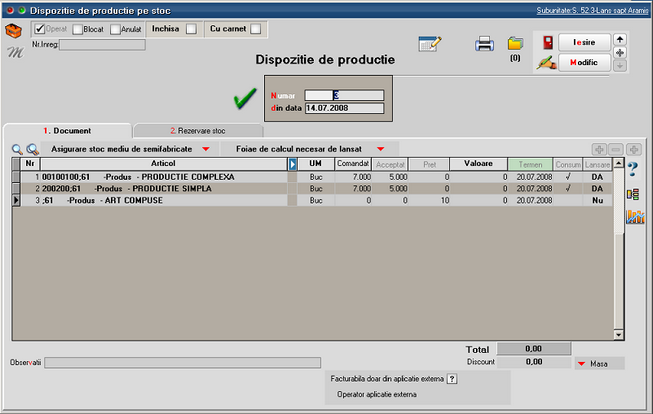 Dispozitie de productie pe stoc
Subunitate:S. 52.3-Lans sapt Aramis
Operat Blocat Anulat Inchisa Cu carnet
Nr.Inreg:
M
(0)
Iesire
Modific
Dispozitie de productie
Numar 3
din data 14.07.2008
1. Document 2. Rezervare stoc
Asigurare stoc mediu de semifabricate Foaie de calcul necesar de lansat
Nr Articol UM Comandat Acceptat Pret Valoare Termen Consum Lansare
1 00100100;61 -Produs - PRODUCTIE COMPLEXA Buc 7.000 5.000 0 0 20.07.2008 √ DA
2 200200;61 -Produs - PRODUCTIE SIMPLA Buc 7.000 5.000 0 0 20.07.2008 √ DA
3 ;61 -Produs - ART COMPUSE Buc 0 0 10 0 20.07.2008 Nu
?
Total 0,00
Observatii Discount 0,00 Masa
Facturabila doar din aplicatie externa ?
Operator aplicatie externa